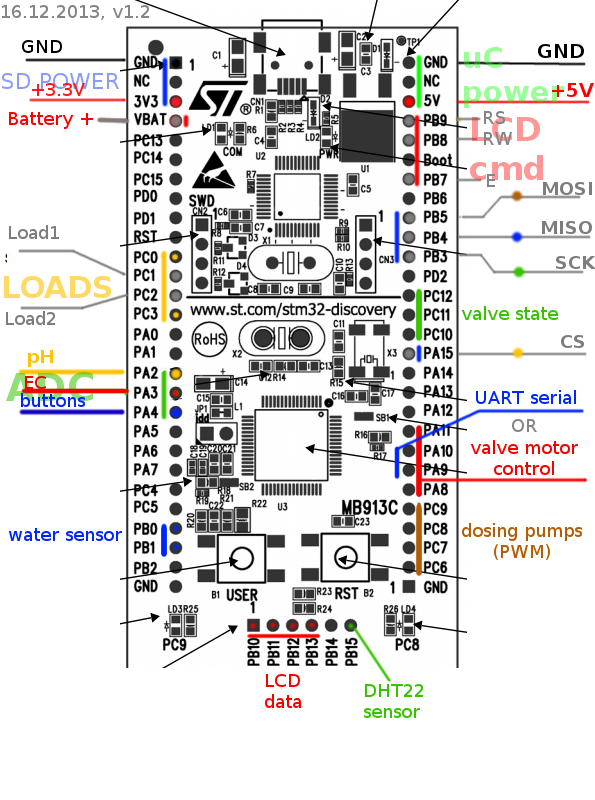 16.12.2013, v1.2
GND
SD POWER
+3.3V
Battery +
Load1
LOADS
Load2
pH
ADC
EC
buttons
water sensor
GND
NC
3V3
VBAT
PC13
PC14
PC15
PD0
PD1
RST
PC0
PC1
PC2
PC3
PA0
PA1
PA2
PA3
PA4
PA5
PA6
PA7
PC4
PC5
PB0
PB1
PB2
GND
1
C1
C2
C3
D1
TP1
CN1
R1
R2
R3
R4
D2
R5
LD1
R6
COM
C4
U2
LD2
PWR
U1
R7
C5
SWD
CN2
C6
C7
R8
D3
X1
R9
R10
R11
D4
R12
C8
C9
C10
R13
CN3
www.st.com/stm32-discovery
RoHS
X2
C11
X3
C12
R14
C13
R15
C14
C15
JP1
L1
Idd
C16
C17
SB1
R16
R17
C18
C19
C20
C21
R18
R19
R21
SB2
U3
R20
C22
R22
MB913C
C23
B1
USER
RST
B2
R23
R24
LD3
R25
PC9
R26
LD4
PC8
1
PB10
PB11
PB12
PB13
PB14
PB15
LCD
data
DHT22
sensor
GND
NC
5V
PB9
PB8
Boot
PB7
PB6
PB5
PB4
PB3
PD2
PC12
PC11
PC10
PA15
PA14
PA13
PA12
PA11
PA10
PA9
PA8
PC9
PC8
PC7
PC6
GND
1
uC
power
GND
+5V
LCD
cmd
RS
RW
E
MOSI
MISO
SCK
valve state
CS
UART serial
OR
valve motor
control
dosing pumps
(PWM)